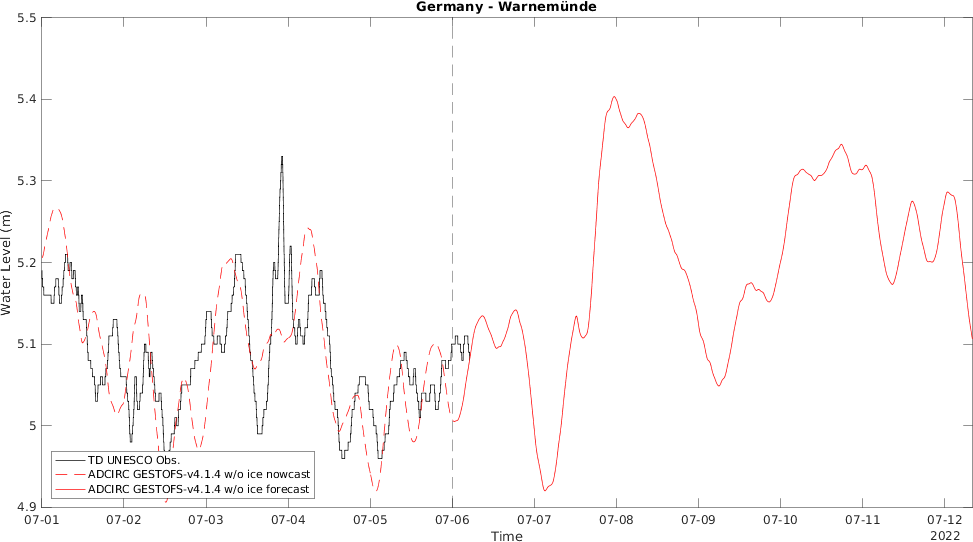 Germany - Warnemünde
5.5
5.4
5.3
5.2
5.1
5
4.9
Water Level (m)
TD UNESCO Obs.
ADCIRC GESTOFS-v4.1.4 w/o ice nowcast
ADCIRC GESTOFS-v4.1.4 w/o ice forecast
07-01 07-02 07-03 07-04 07-05 07-06 07-07 07-08 07-09 07-10 07-11 07-12
Time
2022